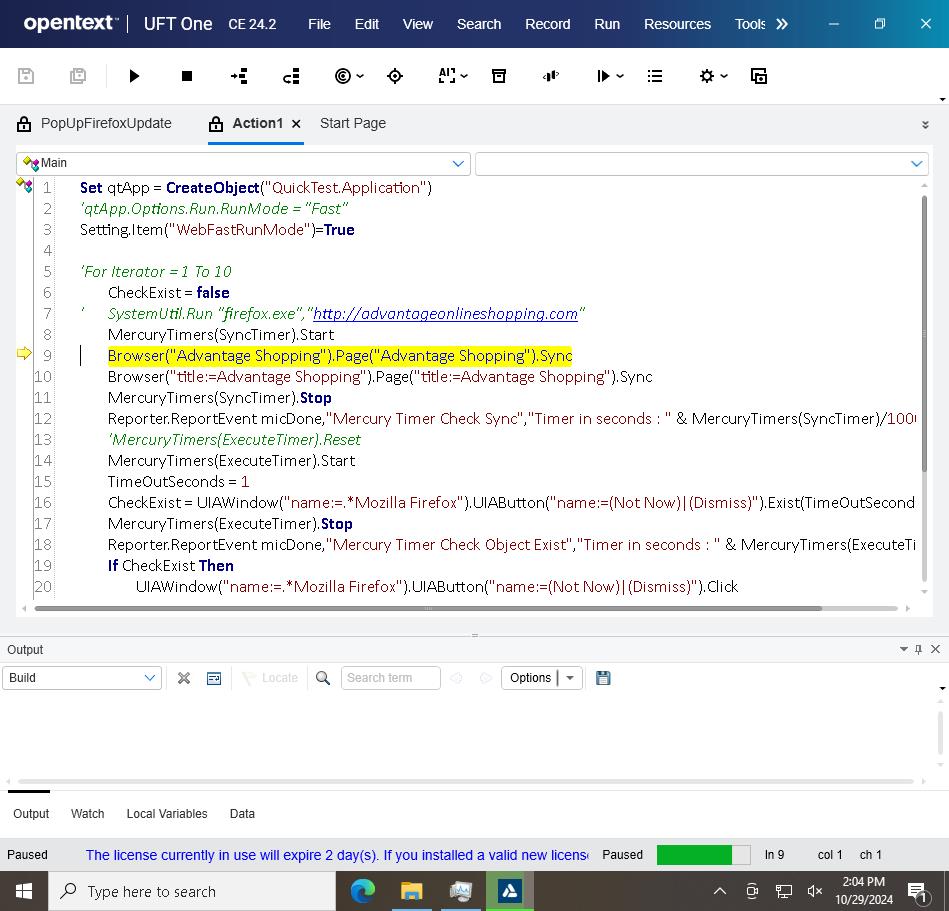 opentext™ | UFT One CE 24.2 File Edit View Search Record Run Resources Tools
AI
PopUpFirefoxUpdate Action1 × Start Page
Main
1 Set qtApp = CreateObject("QuickTest.Application")
2 'qtApp.Options.Run.RunMode = "Fast"
3 Setting.Item("WebFastRunMode")=True
4
5 'For Iterator = 1 To 10
6 CheckExist = false
7 ' SystemUtil.Run "firefox.exe","http://advantageonlineshopping.com"
8 MercuryTimers(SyncTimer).Start
9 Browser("Advantage Shopping").Page("Advantage Shopping").Sync
10 Browser("title:=Advantage Shopping").Page("title:=Advantage Shopping").Sync
11 MercuryTimers(SyncTimer).Stop
12 Reporter.ReportEvent micDone,"Mercury Timer Check Sync","Timer in seconds : " & MercuryTimers(SyncTimer)/100
13 'MercuryTimers(ExecuteTimer).Reset
14 MercuryTimers(ExecuteTimer).Start
15 TimeOutSeconds = 1
16 CheckExist = UIAWindow("name:=.*Mozilla Firefox").UIAButton("name:=(Not Now)|(Dismiss)").Exist(TimeOutSecond
17 MercuryTimers(ExecuteTimer).Stop
18 Reporter.ReportEvent micDone,"Mercury Timer Check Object Exist","Timer in seconds : " & MercuryTimers(ExecuteTi
19 If CheckExist Then
20 UIAWindow("name:=.*Mozilla Firefox").UIAButton("name:=(Not Now)|(Dismiss)").Click
Output
Build Locate Search term Options
Output Watch Local Variables Data
Paused The license currently in use will expire 2 day(s). If you installed a valid new license Paused ln 9 col 1 ch 1
Type here to search
2:04 PM
10/29/2024
1